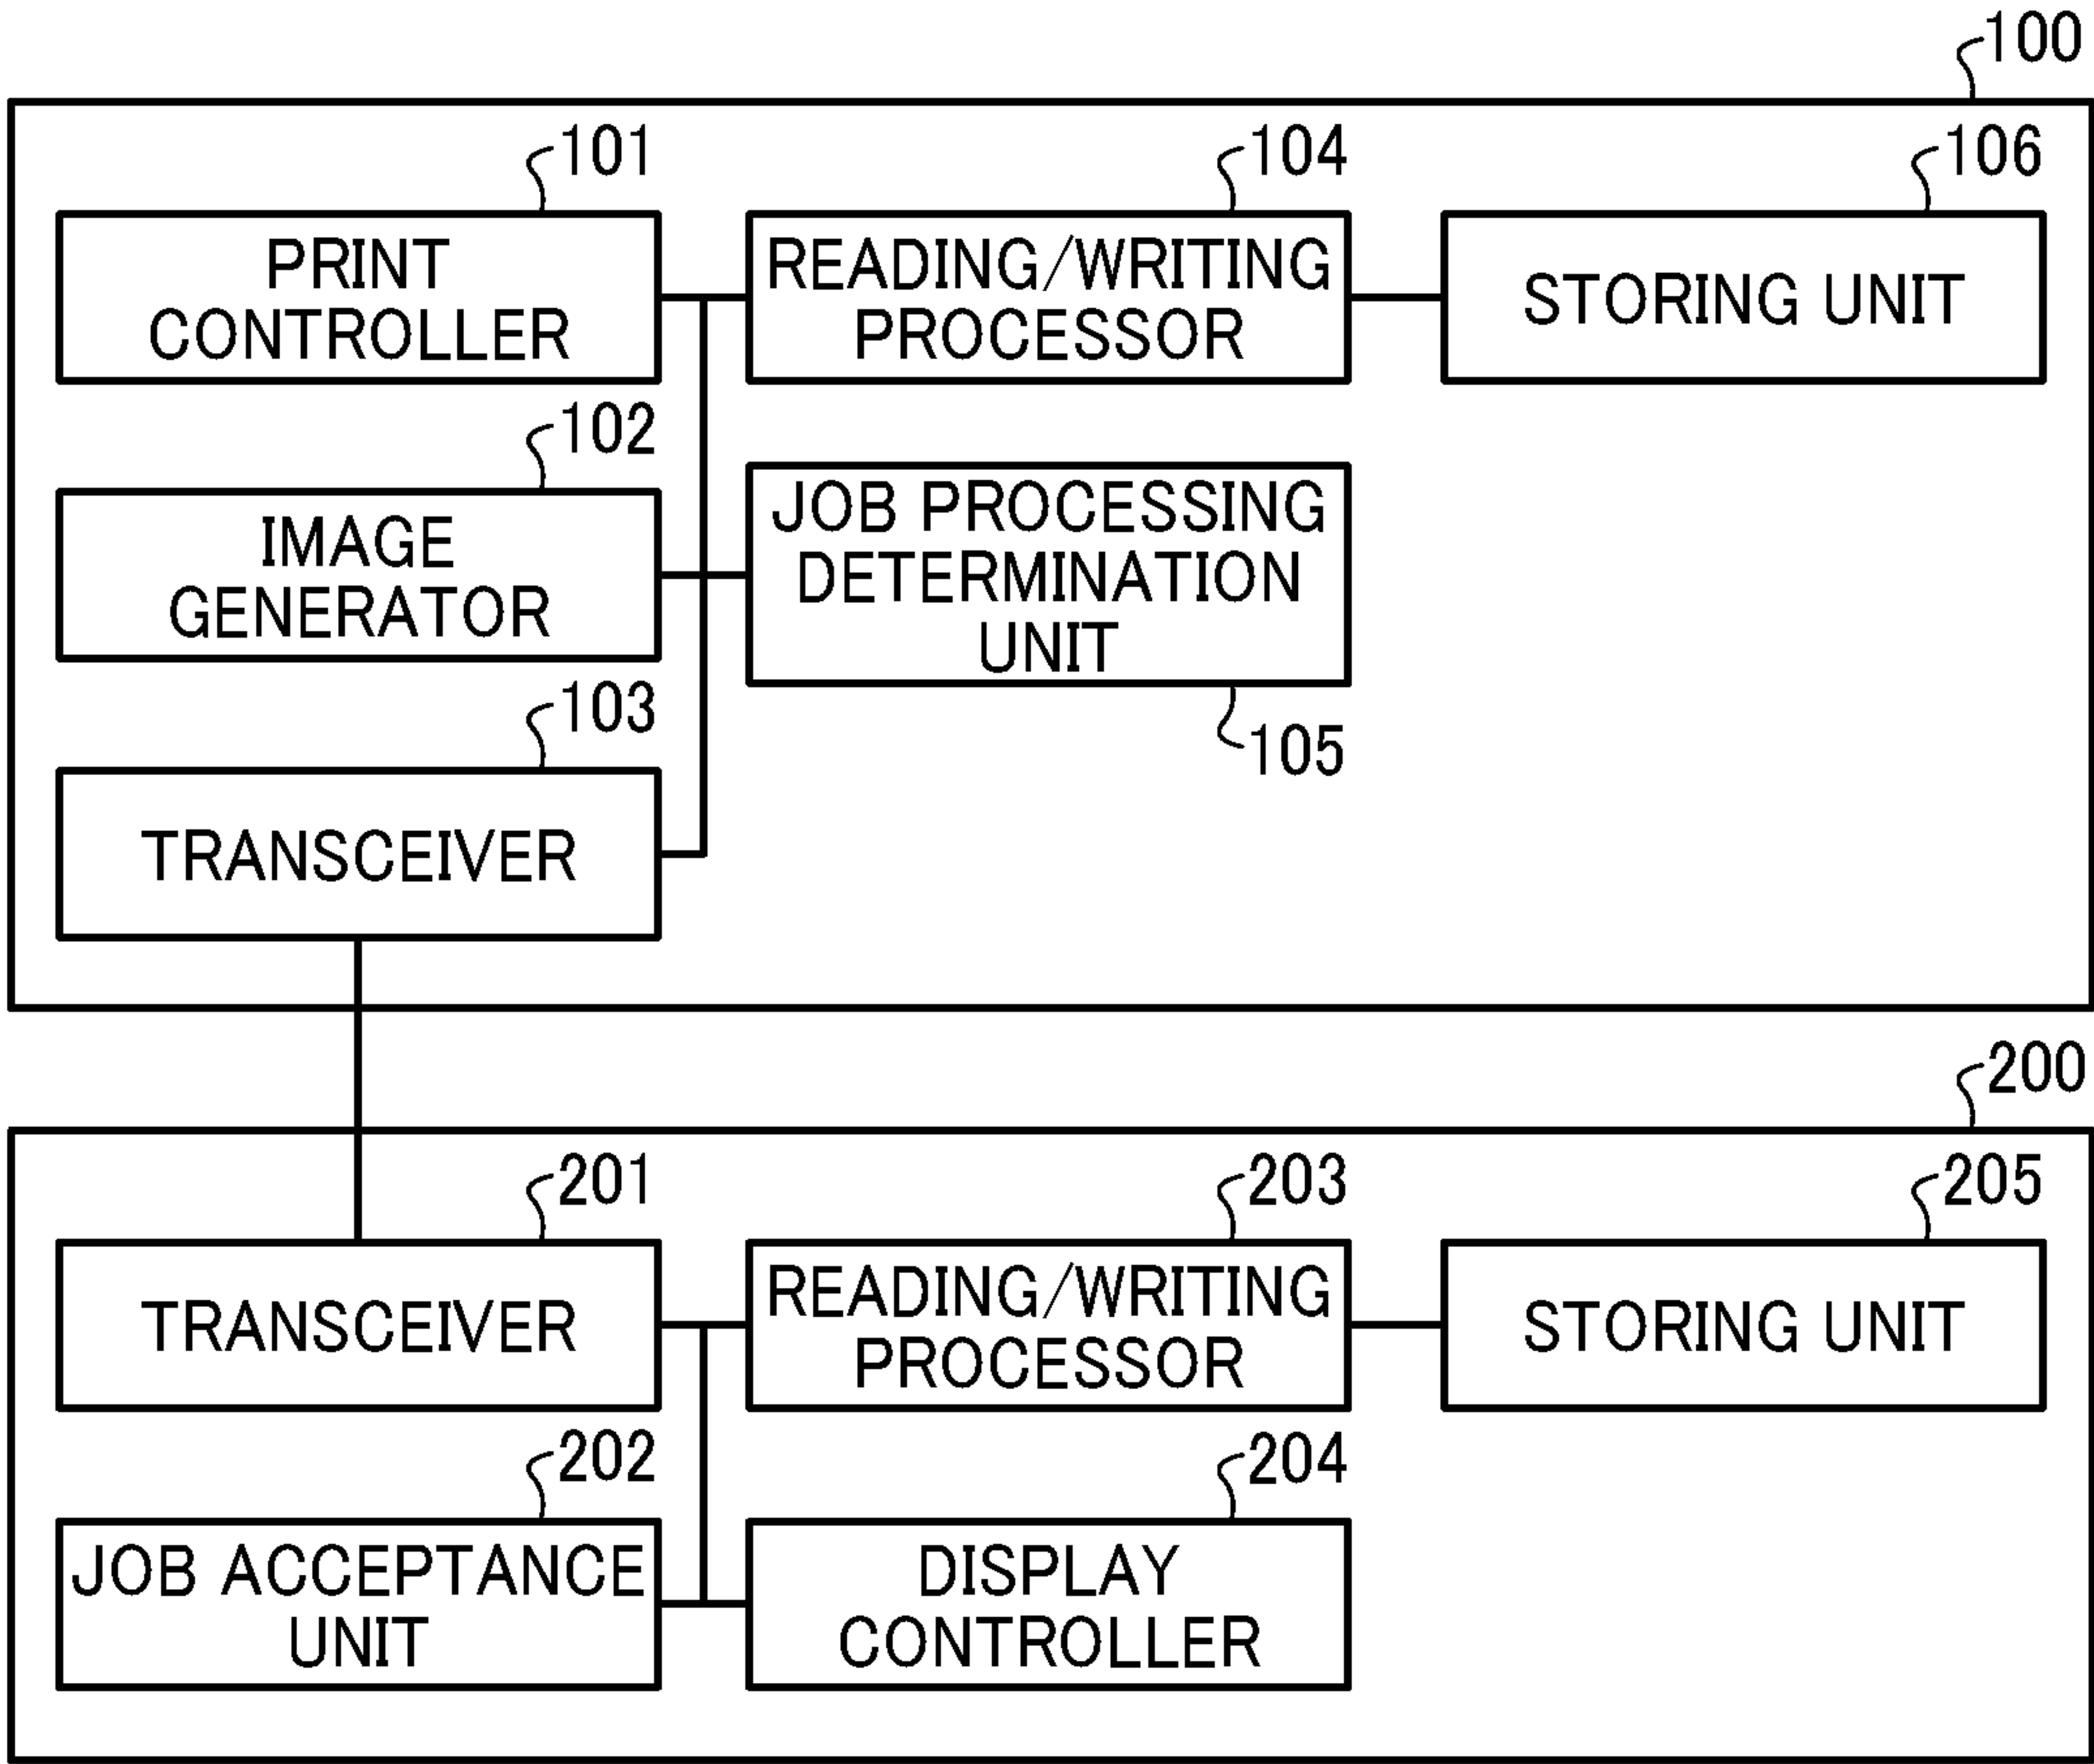 100
101
PRINT
CONTROLLER
104
READING/WRITING
PROCESSOR
106
STORING UNIT
102
IMAGE
GENERATOR
JOB PROCESSING
DETERMINATION
UNIT
105
103
TRANSCEIVER
200
201
TRANSCEIVER
203
READING/WRITING
PROCESSOR
205
STORING UNIT
202
JOB ACCEPTANCE
UNIT
204
DISPLAY
CONTROLLER